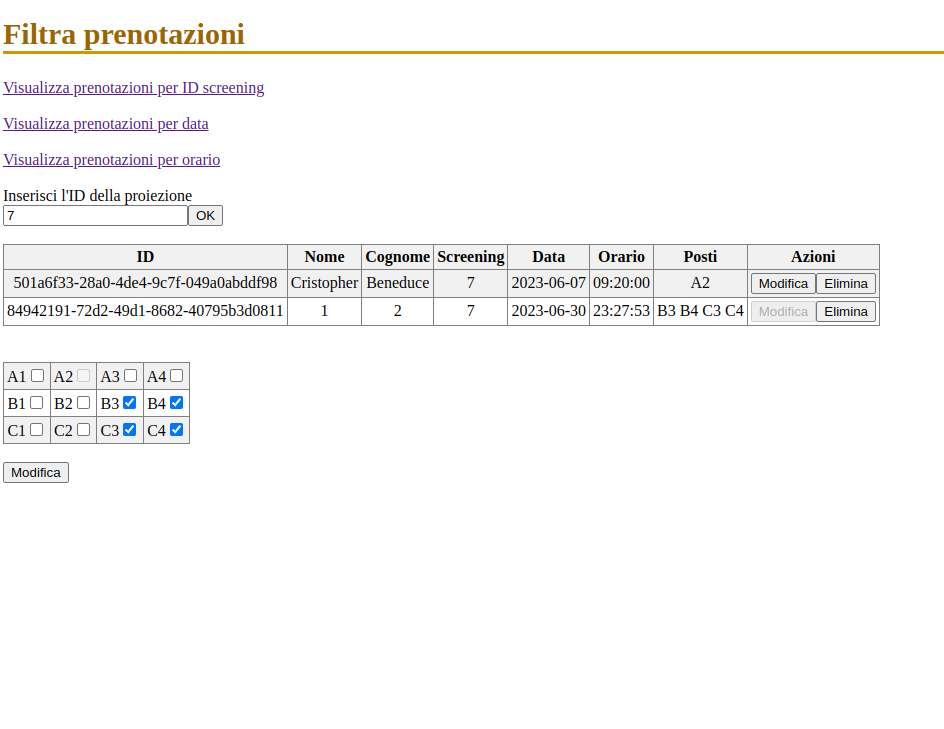 Filtra prenotazioni
Visualizza prenotazioni per ID screening
Visualizza prenotazioni per data
Visualizza prenotazioni per orario
Inserisci l'ID della proiezione
7 OK
ID Nome Cognome Screening Data Orario Posti Azioni
501a6f33-28a0-4de4-9c7f-049a0abddf98 Cristopher Beneduce 7 2023-06-07 09:20:00 A2 Modifica Elimina
84942191-72d2-49d1-8682-40795b3d0811 1 2 7 2023-06-30 23:27:53 B3 B4 C3 C4 Modifica Elimina
A1 A2 A3 A4
B1 B2 B3 B4
C1 C2 C3 C4
Modifica